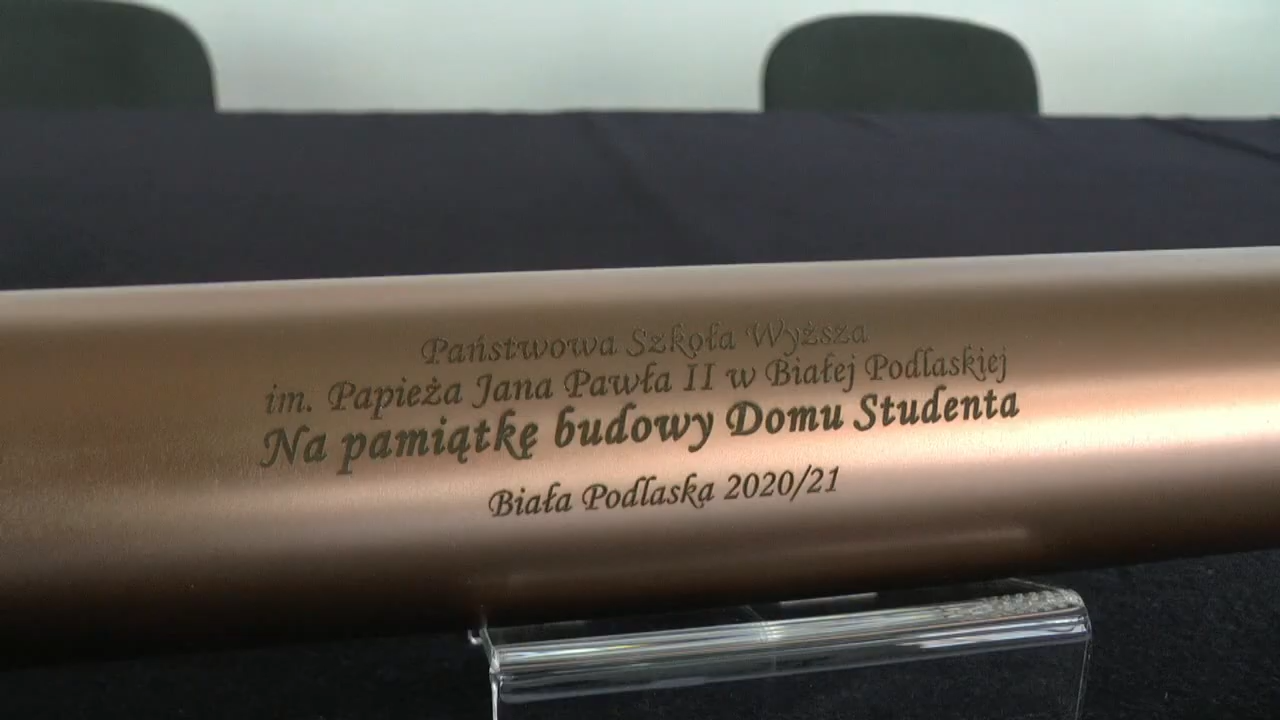 Państwowa Szkoła Wyższa
im. Papieża Jana Pawła II w Białej Podlaskiej
Na pamiątkę budowy Domu Studenta
Biała Podlaska 2020/21